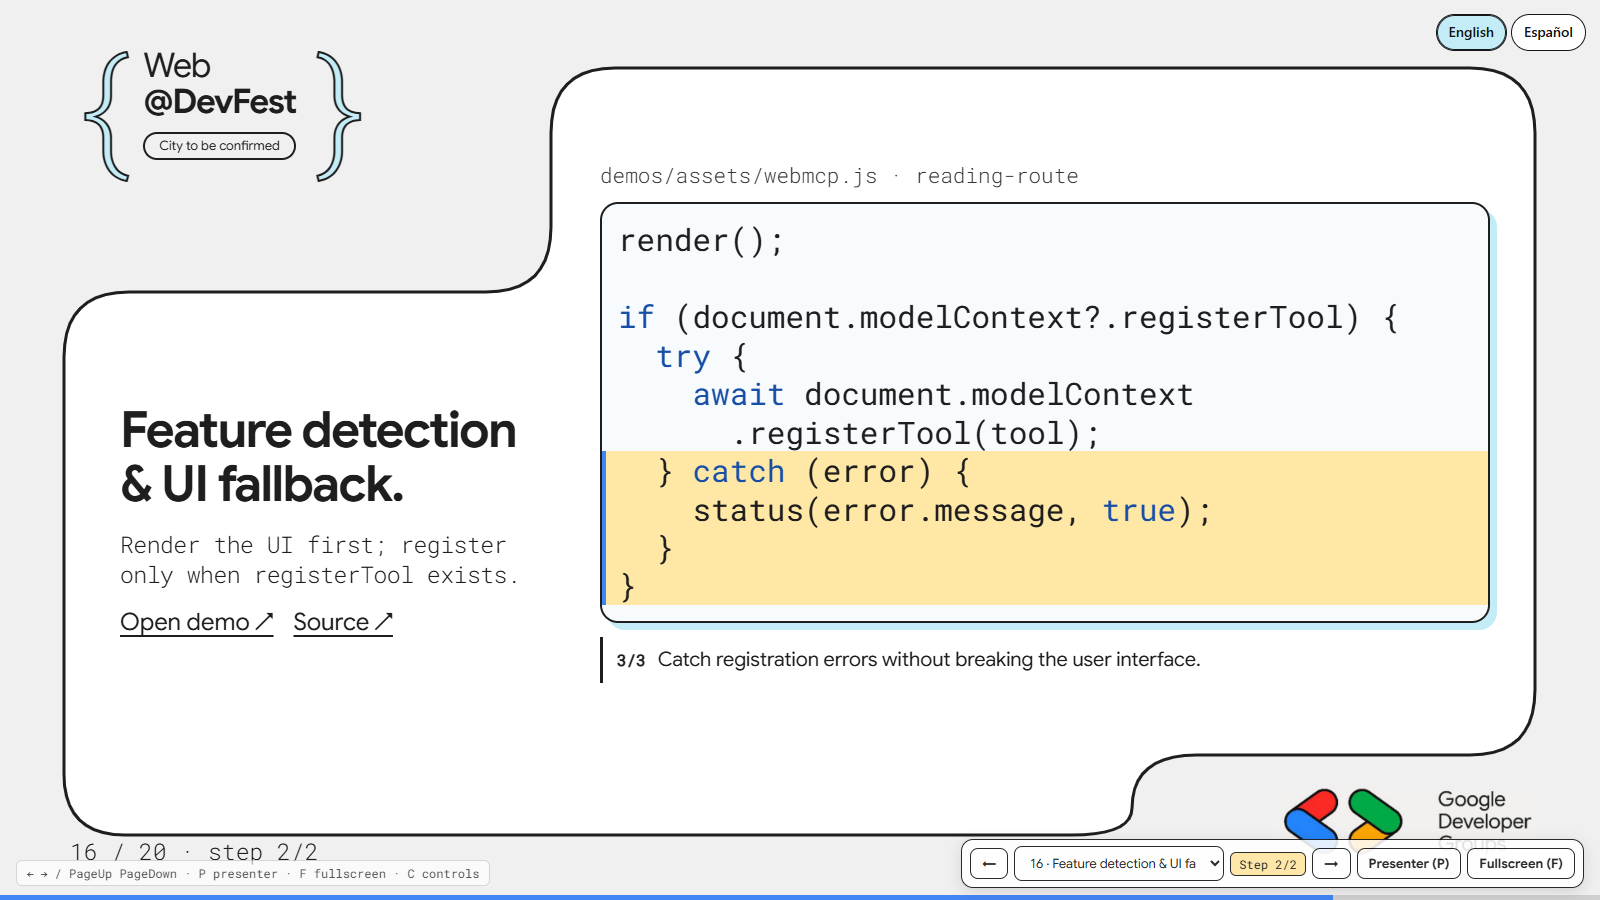 English
Español
Web
@DevFest
City to be confirmed
demos/assets/webmcp.js · reading-route
render();
if (document.modelContext?.registerTool) {
try {
await document.modelContext
.registerTool(tool);
} catch (error) {
status(error.message, true);
}
}
Feature detection
& UI fallback.
Render the UI first; register
only when registerTool exists.
Open demo ↗ Source ↗
3/3 Catch registration errors without breaking the user interface.
Google
Developer
Groups
16 / 20 · step 2/2
← → / PageUp PageDown · P presenter · F fullscreen · C controls
← 16 · Feature detection & UI fa Step 2/2 → Presenter (P) Fullscreen (F)